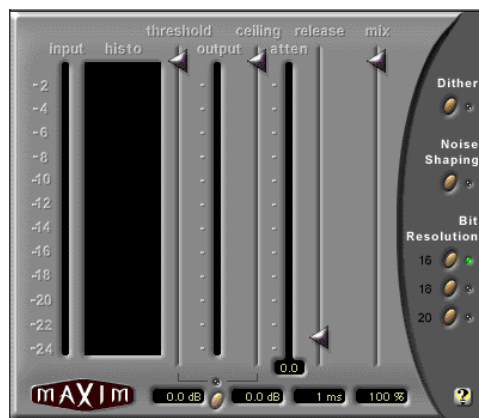 threshold ceiling release mix
input histo output atten
-2
-4
-6
-8
-10
-12
-14
-16
-18
-20
-22
-24
Dither
Noise
Shaping
Bit
Resolution
16
18
20
0.0
MAXIM
0.0 dB 0.0 dB 1 ms 100 %
?